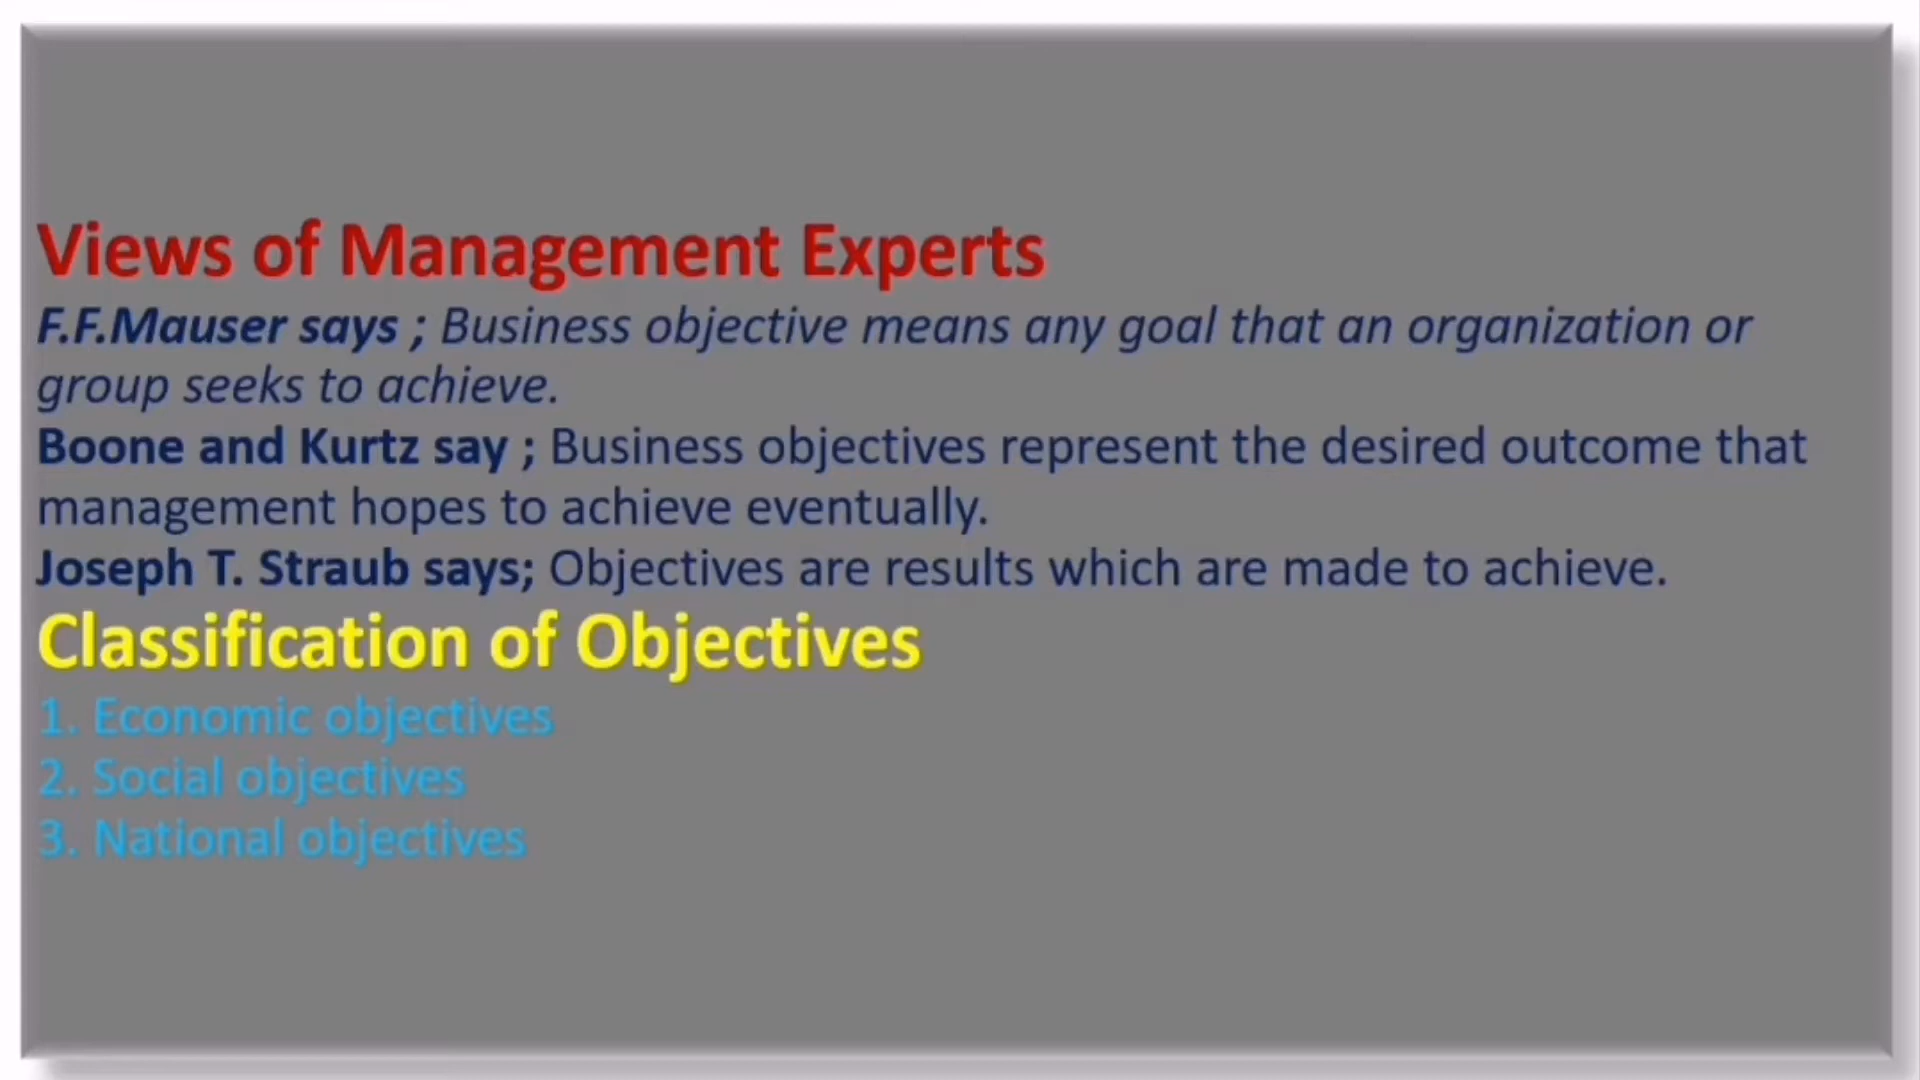 Views of Management Experts
F.F.Mauser says ; Business objective means any goal that an organization or
group seeks to achieve.
Boone and Kurtz say ; Business objectives represent the desired outcome that
management hopes to achieve eventually.
Joseph T. Straub says; Objectives are results which are made to achieve.
Classification of Objectives
1. Economic objectives
2. Social objectives
3. National objectives